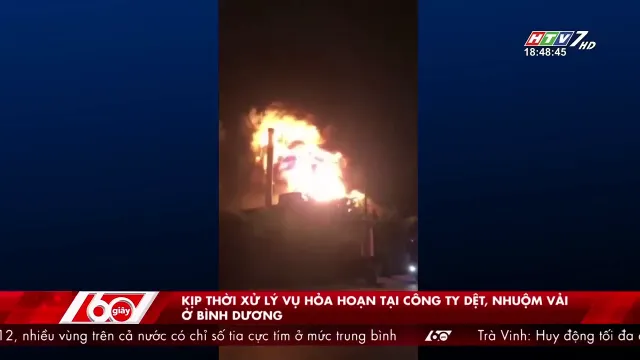 HTV7 HD
18:48:45
60 giây
KỊP THỜI XỬ LÝ VỤ HỎA HOẠN TẠI CÔNG TY DỆT, NHUỘM VẢI
Ở BÌNH DƯƠNG
12, nhiều vùng trên cả nước có chỉ số tia cực tím ở mức trung bình 60 Trà Vinh: Huy động tối đa